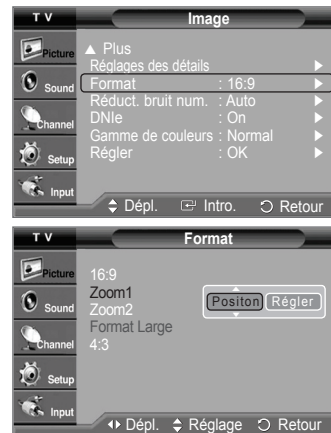 T V
Image
Picture
Sound
Channel
Setup
Input
▲ Plus
Réglages des détails
Format : 16:9
Réduct. bruit num. : Auto
DNIe : On
Gamme de couleurs : Normal
Régler : OK
Dépl. Intro. Retour
T V
Format
Picture
Sound
Channel
Setup
Input
16:9
Zoom1
Zoom2
Format Large
4:3
Positon Régler
Dépl. Réglage Retour